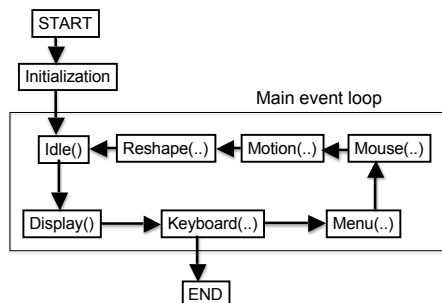 START
Initialization
Main event loop
Idle()
Reshape(..)
Motion(..)
Mouse(..)
Display()
Keyboard(..)
Menu(..)
END